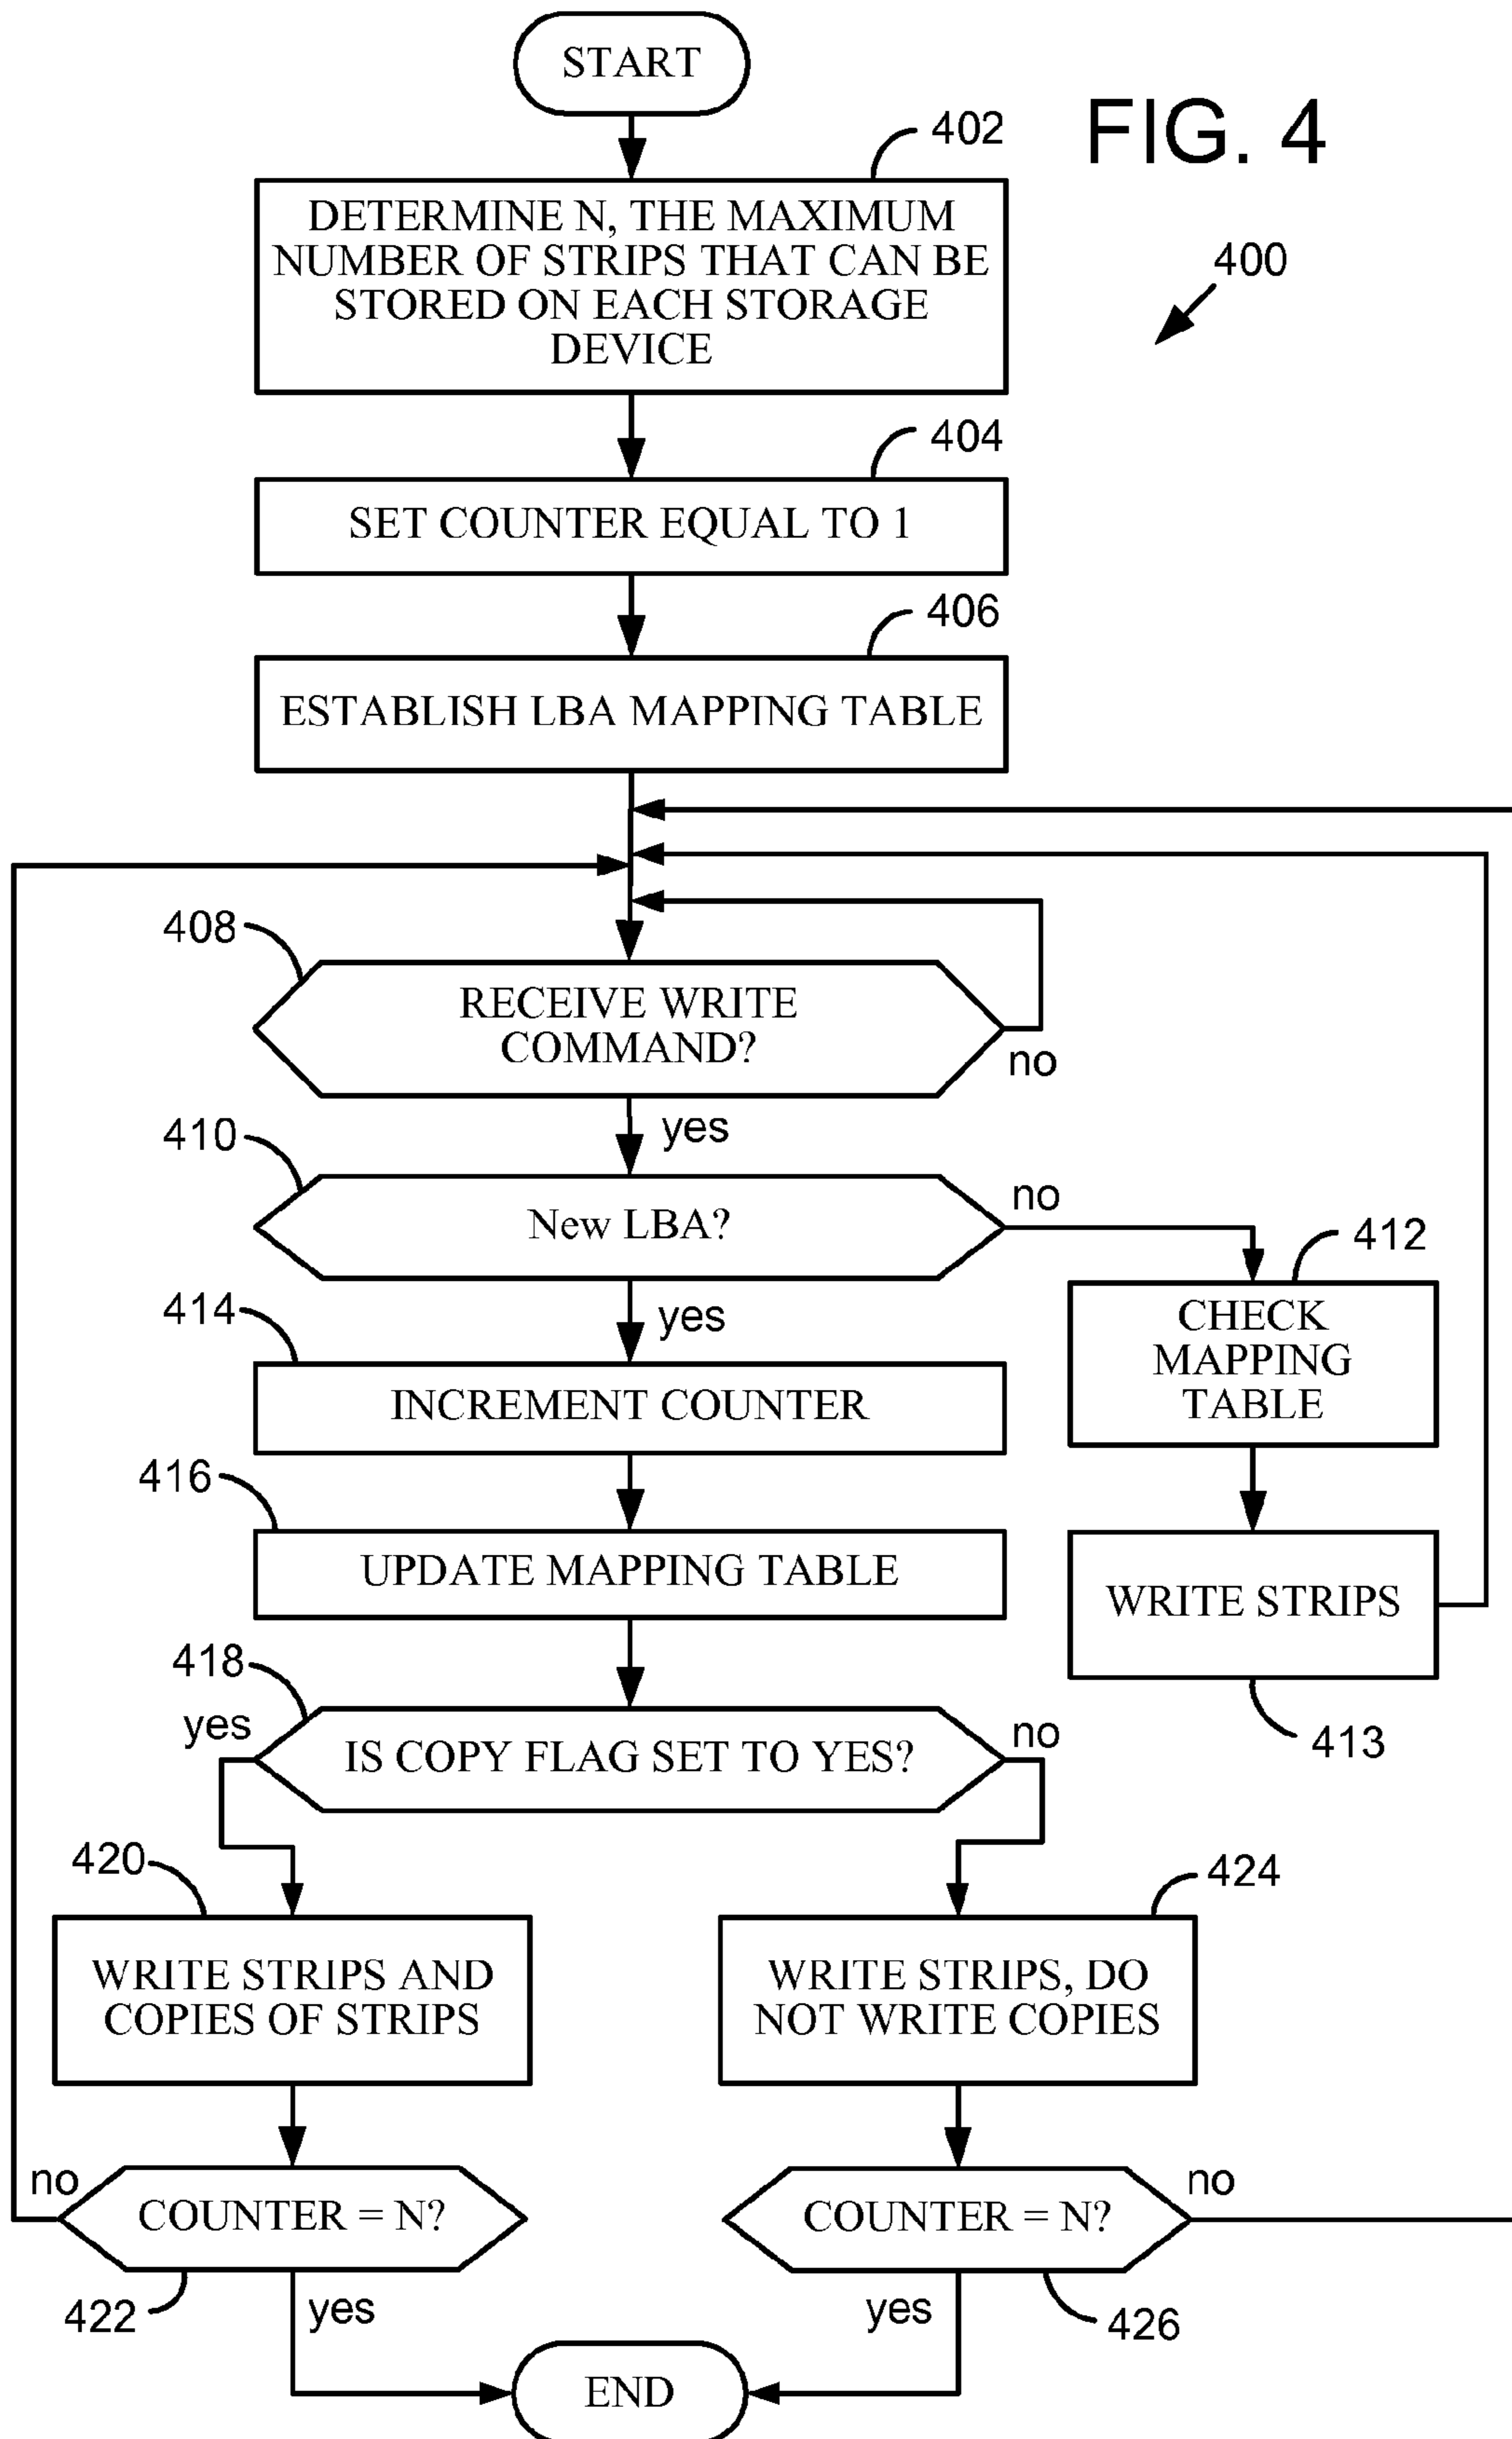 START
FIG. 4
402
DETERMINE N, THE MAXIMUM
NUMBER OF STRIPS THAT CAN BE
STORED ON EACH STORAGE
DEVICE
400
404
SET COUNTER EQUAL TO 1
406
ESTABLISH LBA MAPPING TABLE
408
RECEIVE WRITE
COMMAND?
no
yes
410
New LBA?
no
412
CHECK
MAPPING
TABLE
yes
414
INCREMENT COUNTER
416
UPDATE MAPPING TABLE
WRITE STRIPS
413
418
yes
IS COPY FLAG SET TO YES?
no
420
WRITE STRIPS AND
COPIES OF STRIPS
424
WRITE STRIPS, DO
NOT WRITE COPIES
no
COUNTER = N?
422
yes
COUNTER = N?
no
yes
426
END